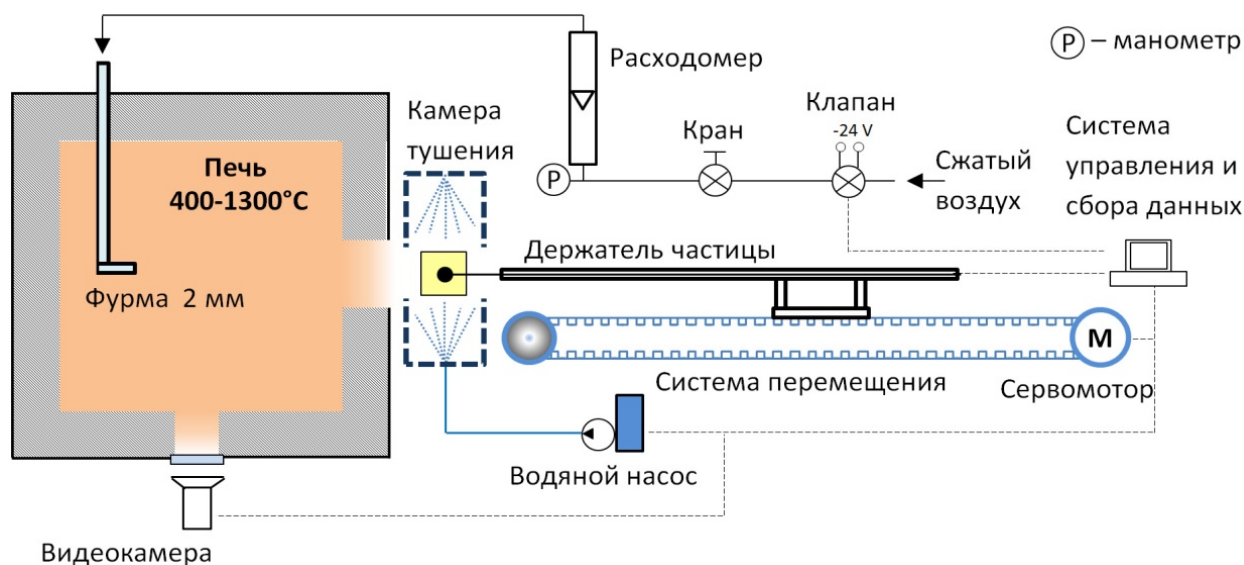 Расходомер
P – манометр
Камера
тушения
Клапан
-24 V
Кран
Система
управления и
сбора данных
Печь
400-1300°C
P
Сжатый
воздух
Держатель частицы
Фурма 2 мм
M
Система перемещения
Сервомотор
Водяной насос
Видеокамера